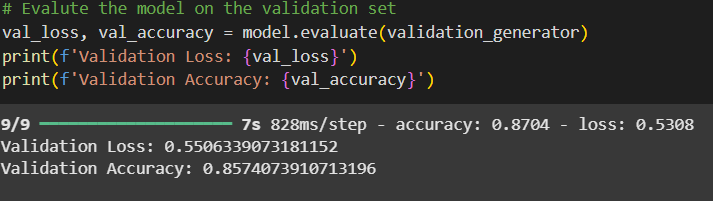 # Evalute the model on the validation set
val_loss, val_accuracy = model.evaluate(validation_generator)
print(f'Validation Loss: {val_loss}')
print(f'Validation Accuracy: {val_accuracy}')
9/9 ━━━━━━━━━━━━━━━━━━━━ 7s 828ms/step - accuracy: 0.8704 - loss: 0.5308
Validation Loss: 0.5506339073181152
Validation Accuracy: 0.8574073910713196